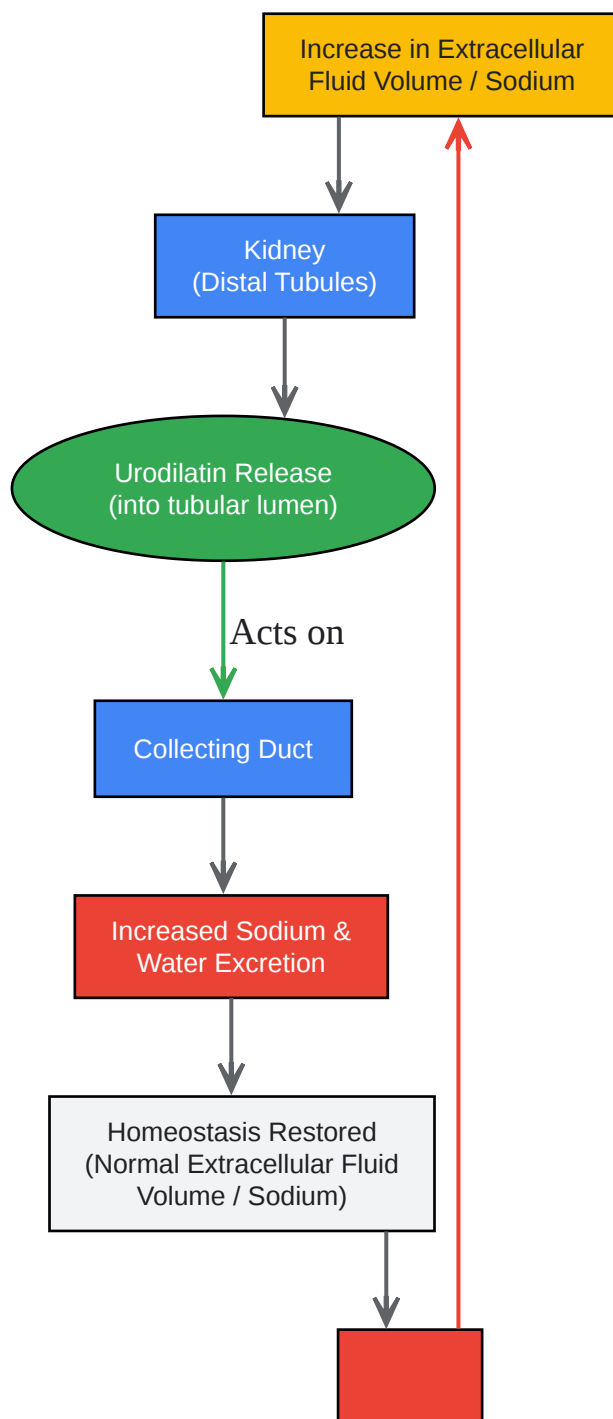 Increase in Extracellular
Fluid Volume / Sodium
Kidney
(Distal Tubules)
Urodilatin Release
(into tubular lumen)
Acts on
Collecting Duct
Increased Sodium &
Water Excretion
Homeostasis Restored
(Normal Extracellular Fluid
Volume / Sodium)